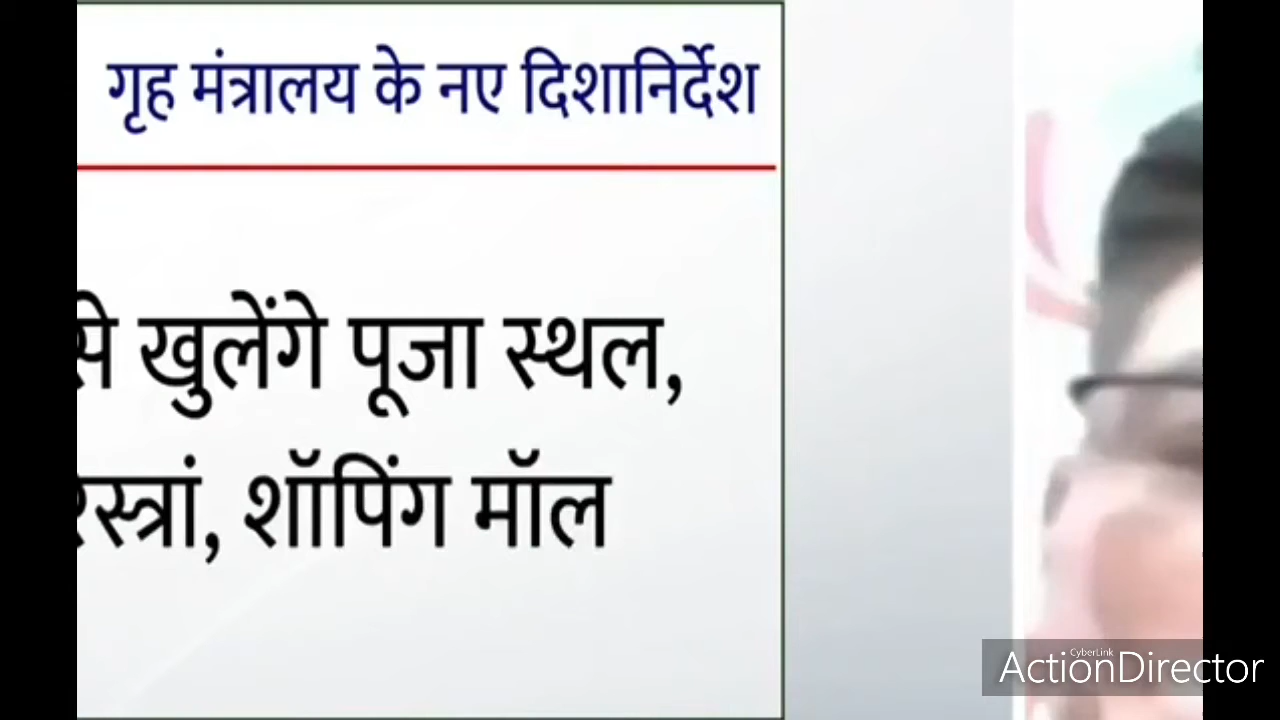 गृह मंत्रालय के नए दिशानिर्देश
से खुलेंगे पूजा स्थल,
शॉपिंग मॉल
CyberLink
ActionDirector